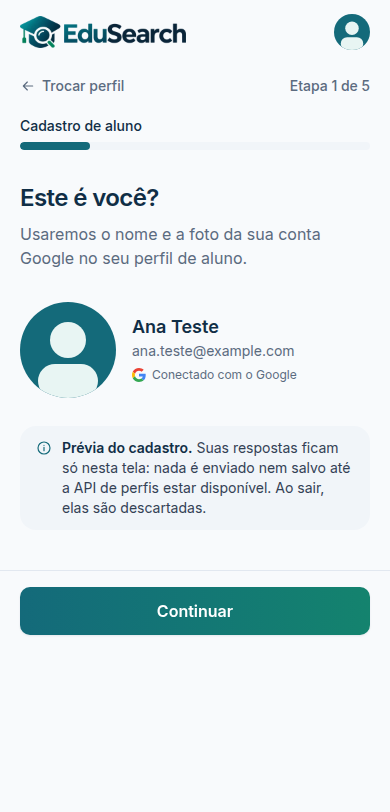 EduSearch
Trocar perfil
Etapa 1 de 5
Cadastro de aluno
Este é você?
Usaremos o nome e a foto da sua conta
Google no seu perfil de aluno.
Ana Teste
ana.teste@example.com
Conectado com o Google
Prévia do cadastro. Suas respostas ficam
só nesta tela: nada é enviado nem salvo até
a API de perfis estar disponível. Ao sair,
elas são descartadas.
Continuar